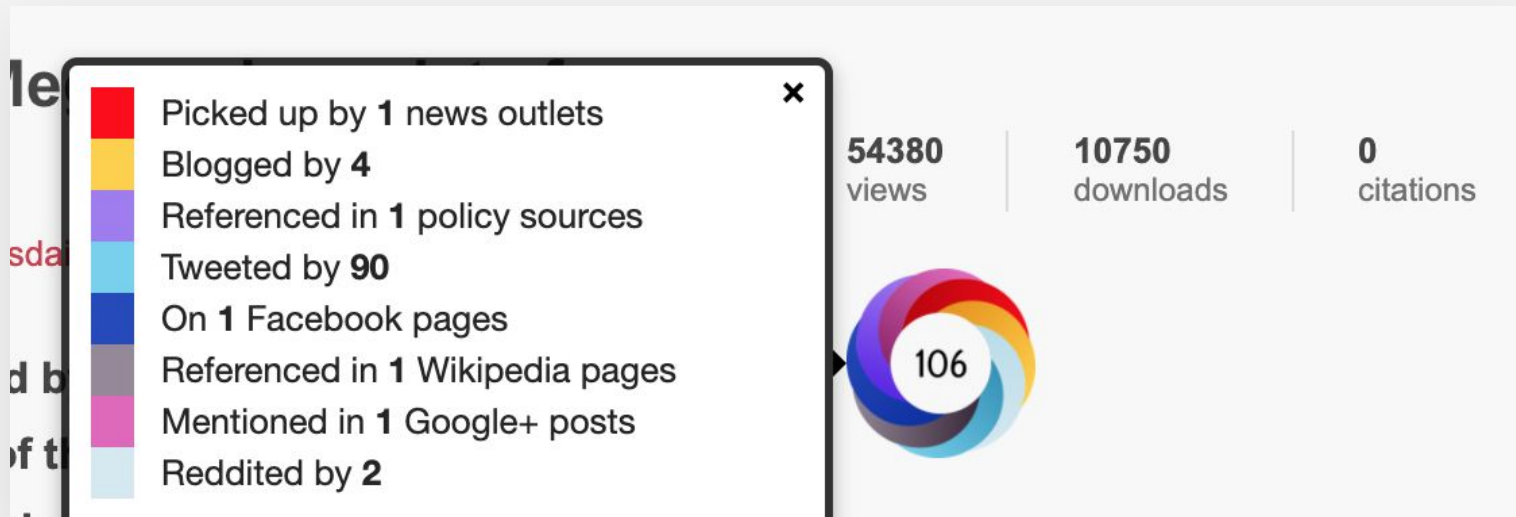 Picked up by 1 news outlets
Blogged by 4
Referenced in 1 policy sources
Tweeted by 90
On 1 Facebook pages
Referenced in 1 Wikipedia pages
Mentioned in 1 Google+ posts
Reddited by 2
×
54380 views
10750 downloads
0 citations
106